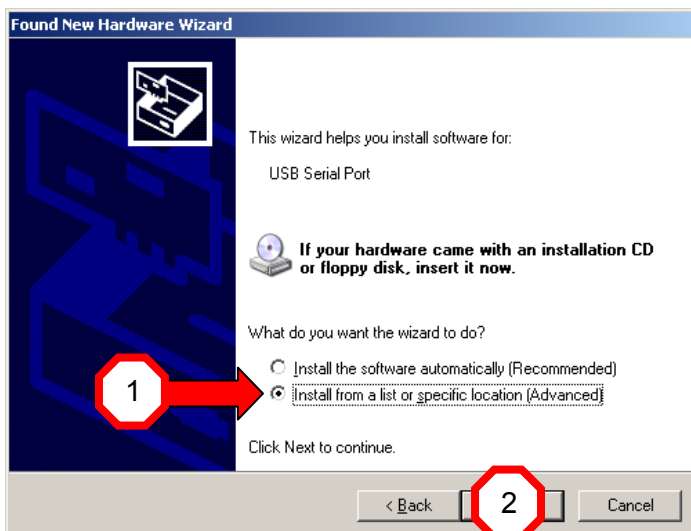 Found New Hardware Wizard
This wizard helps you install software for:
USB Serial Port
If your hardware came with an installation CD
or floppy disk, insert it now.
What do you want the wizard to do?
Install the software automatically (Recommended)
1
Install from a list or specific location (Advanced)
Click Next to continue.
< Back
2
Cancel